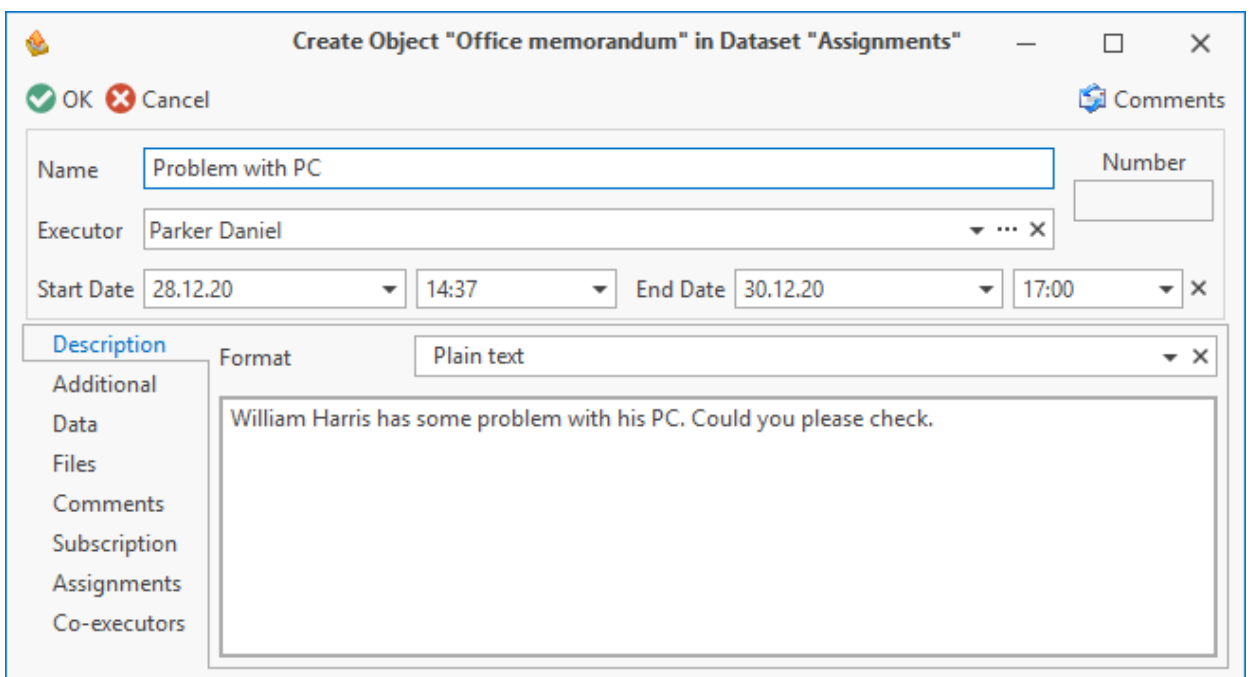 Create Object "Office memorandum" in Dataset "Assignments"
OK Cancel Comments
Name Problem with PC Number
Executor Parker Daniel
Start Date 28.12.20 14:37 End Date 30.12.20 17:00
Description
Format Plain text
Additional
Data
Files
Comments
Subscription
Assignments
Co-executors
William Harris has some problem with his PC. Could you please check.